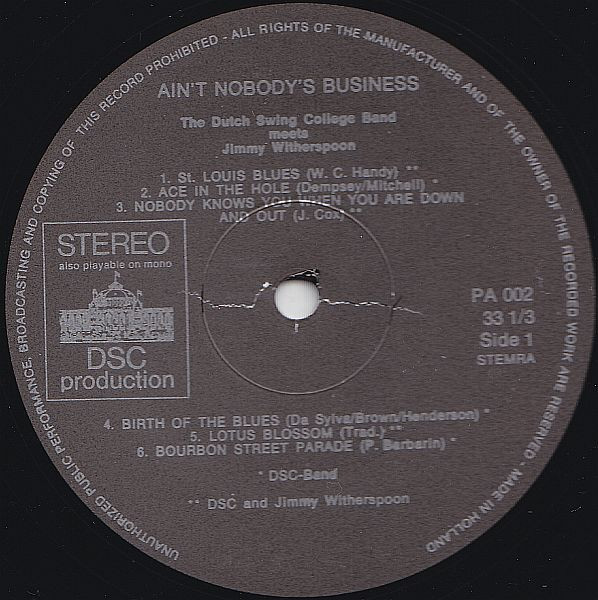 UNAUTHORIZED PUBLIC PERFORMANCE, BROADCASTING AND COPYING OF THIS RECORD PROHIBITED - ALL RIGHTS OF THE MANUFACTURER AND OF THE OWNER OF THE RECORDED WORK ARE RESERVED - MADE IN HOLLAND
AIN'T NOBODY'S BUSINESS
The Dutch Swing College Band
meets
Jimmy Witherspoon
1. St. LOUIS BLUES (W. C. Handy) **
2. ACE IN THE HOLE (Dempsey/Mitchell) *
3. NOBODY KNOWS YOU WHEN YOU ARE DOWN
AND OUT (J. Cox) **
STEREO
also playable on mono
DSC
production
PA 002
33 1/3
Side 1
STEMRA
4. BIRTH OF THE BLUES (Da Sylva/Brown/Henderson) *
5. LOTUS BLOSSOM (Trad.) **
6. BOURBON STREET PARADE (P. Barbarin) *
* DSC-Band
** DSC and Jimmy Witherspoon